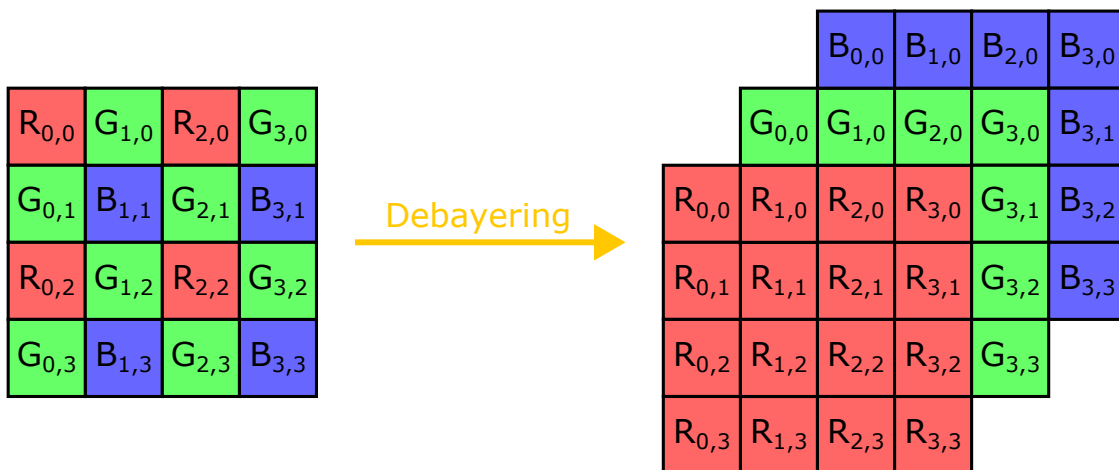 R0,0 G1,0 R2,0 G3,0
G0,1 B1,1 G2,1 B3,1
R0,2 G1,2 R2,2 G3,2
G0,3 B1,3 G2,3 B3,3
Debayering
B0,0 B1,0 B2,0 B3,0
G0,0 G1,0 G2,0 G3,0 B3,1
R0,0 R1,0 R2,0 R3,0 G3,1 B3,2
R0,1 R1,1 R2,1 R3,1 G3,2 B3,3
R0,2 R1,2 R2,2 R3,2 G3,3
R0,3 R1,3 R2,3 R3,3